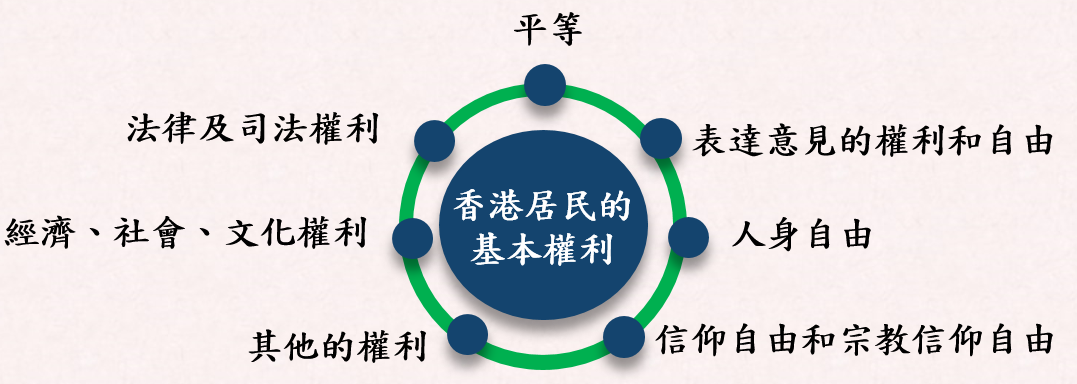 平等
法律及司法權利
表達意見的權利和自由
香港居民的
基本權利
經濟、社會、文化權利
人身自由
其他的權利
信仰自由和宗教信仰自由